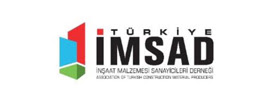 TÜRKİYE
İMSAD
İNŞAAT MALZEMESİ SANAYİCİLERİ DERNEĞİ
ASSOCIATION OF TURKISH CONSTRUCTION MATERIAL PRODUCERS